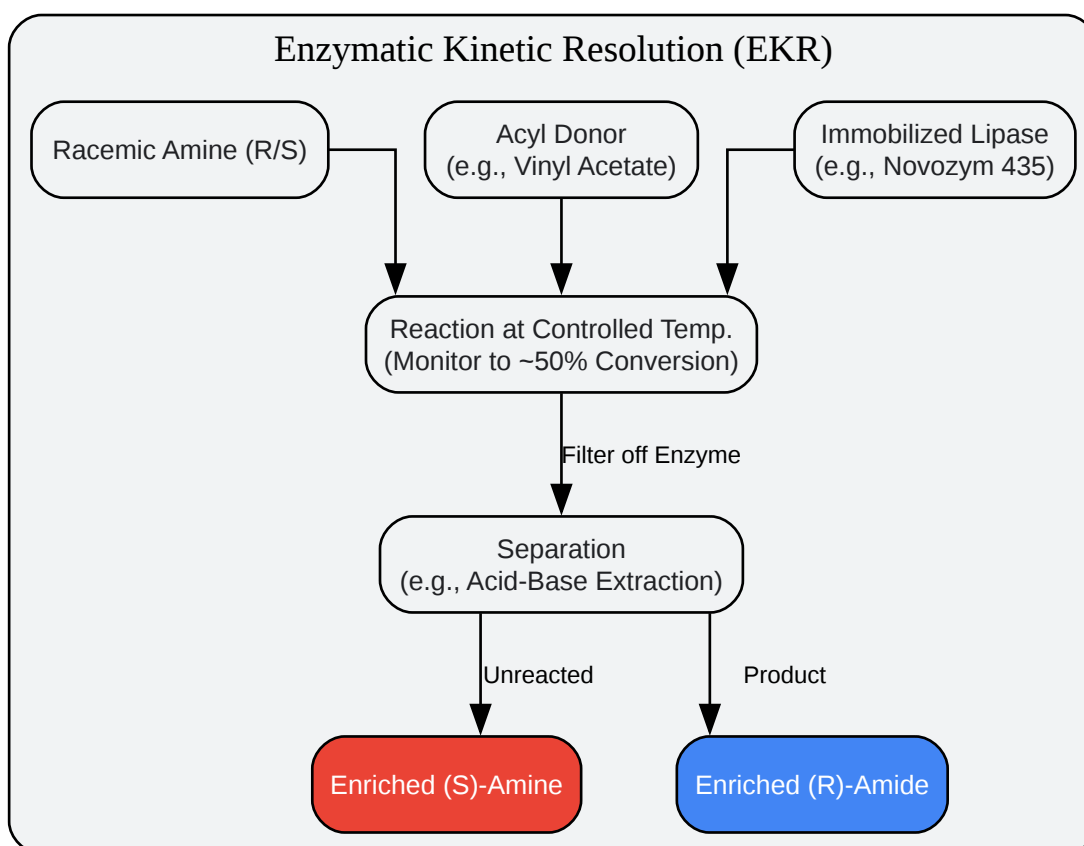 Enzymatic Kinetic Resolution (EKR)
Racemic Amine (R/S)
Acyl Donor
(e.g., Vinyl Acetate)
Immobilized Lipase
(e.g., Novozym 435)
Reaction at Controlled Temp.
(Monitor to ~50% Conversion)
Filter off Enzyme
Separation
(e.g., Acid-Base Extraction)
Unreacted
Product
Enriched (S)-Amine
Enriched (R)-Amide